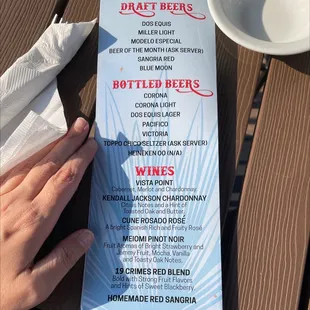 DRAFT BEERS
DOS EQUIS
MILLER LIGHT
MODELO ESPECIAL
BEER OF THE MONTH (ASK SERVER)
SANGRIA RED
BLUE MOON
BOTTLED BEERS
CORONA
CORONA LIGHT
DOS EQUIS LAGER
PACIFICO
VICTORIA
TOPPO CHICO SELTZER (ASK SERVER)
HEINEKEN OO (N/A)
WINES
VISTA POINT
Cabernet, Merlot and Chardonnay
KENDALL JACKSON CHARDONNAY
Citrus Notes and a Hint of
Toasted Oak and Butter.
CUNE ROSADO ROSÉ
A bright Spanish Rich and Fruity Rosé
MEIOMI PINOT NOIR
Fruit Aromas of Bright Strawberry and
Jammy Fruit, Mocha, Vanilla
and Toasty Oak Notes.
19 CRIMES RED BLEND
Bold with Strong Fruit Flavors
and Hints of Sweet Blackberry
HOMEMADE RED SANGRIA